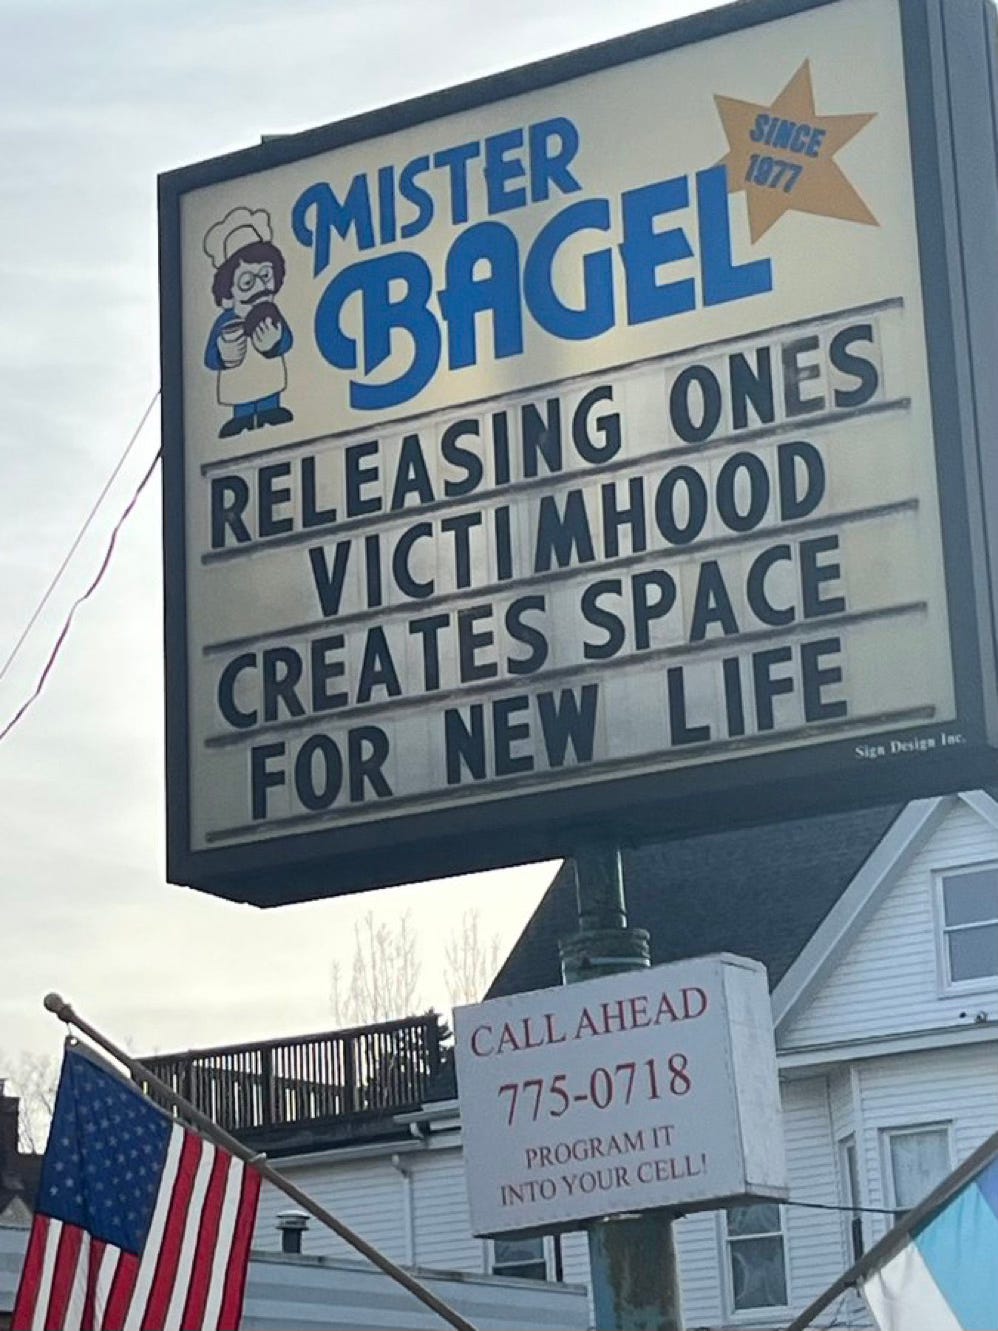 MISTER
BAGEL
SINCE
1977
RELEASING ONES
VICTIMHOOD
CREATES SPACE
FOR NEW LIFE
Sign Design Inc.
CALL AHEAD
775-0718
PROGRAM IT
INTO YOUR CELL!